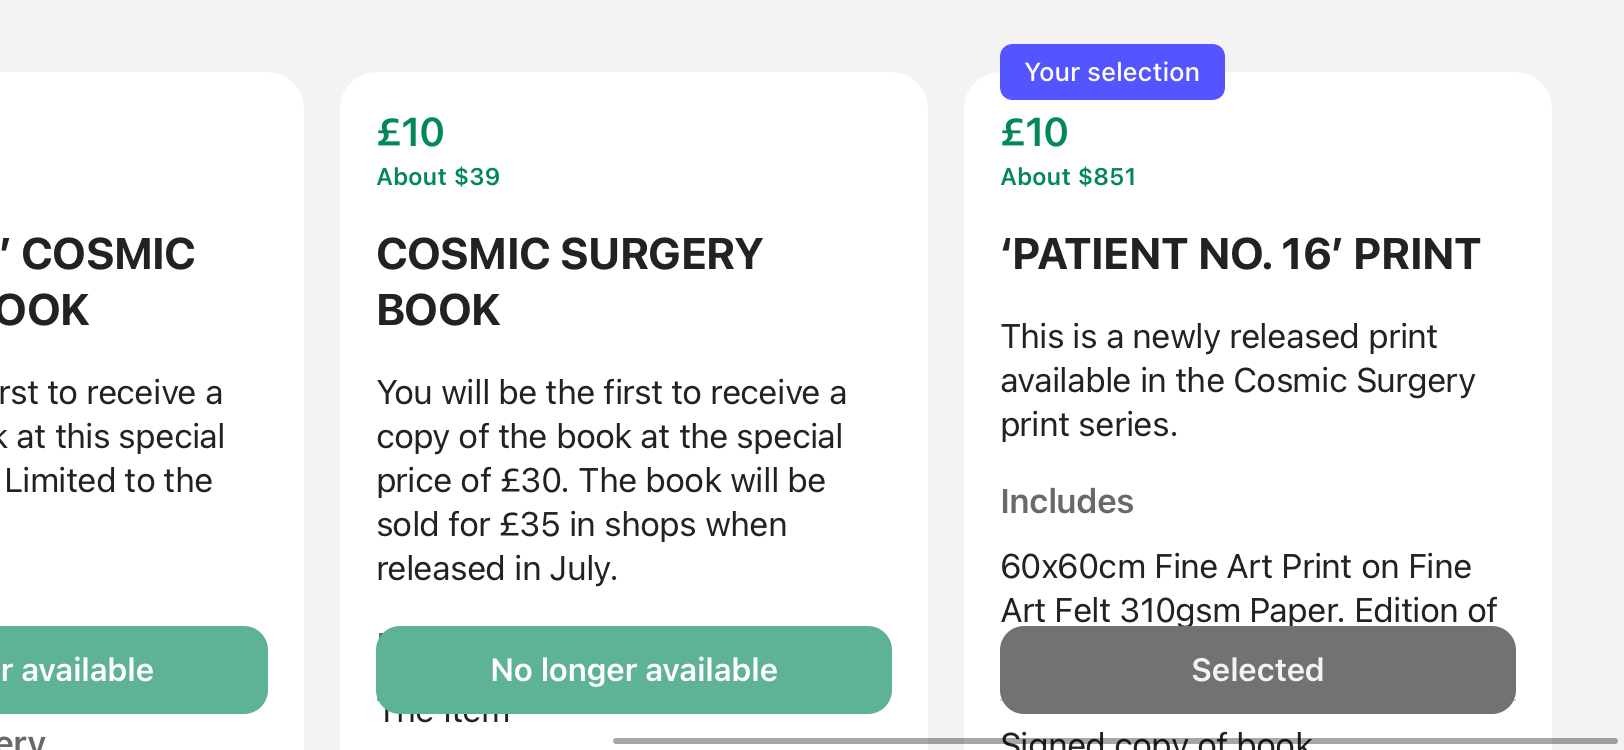 ’ COSMIC
OOK
rst to receive a
k at this special
Limited to the
r available
ery
£10
About $39
COSMIC SURGERY
BOOK
You will be the first to receive a
copy of the book at the special
price of £30. The book will be
sold for £35 in shops when
released in July.
No longer available
The item
Your selection
£10
About $851
‘PATIENT NO. 16’ PRINT
This is a newly released print
available in the Cosmic Surgery
print series.
Includes
60x60cm Fine Art Print on Fine
Art Felt 310gsm Paper. Edition of
Selected
Signed copy of book